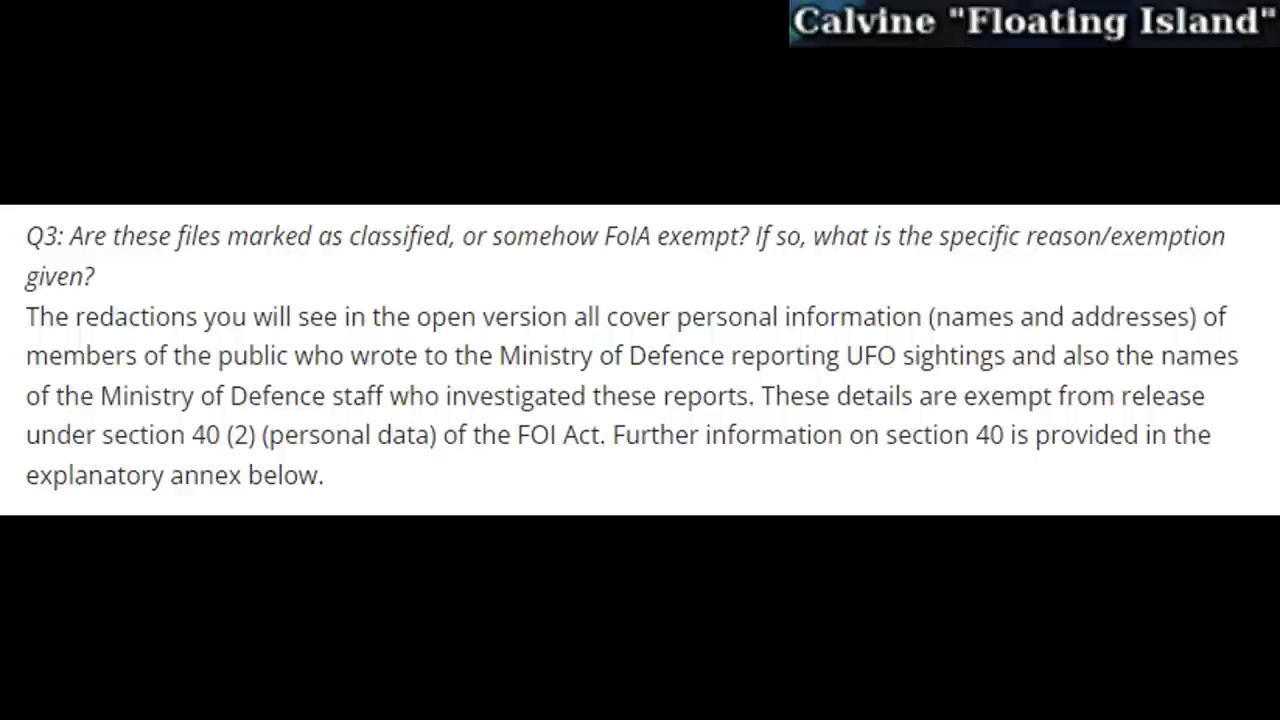 Calvine "Floating Island"
Q3: Are these files marked as classified, or somehow FoIA exempt? If so, what is the specific reason/exemption
given?
The redactions you will see in the open version all cover personal information (names and addresses) of
members of the public who wrote to the Ministry of Defence reporting UFO sightings and also the names
of the Ministry of Defence staff who investigated these reports. These details are exempt from release
under section 40 (2) (personal data) of the FOI Act. Further information on section 40 is provided in the
explanatory annex below.